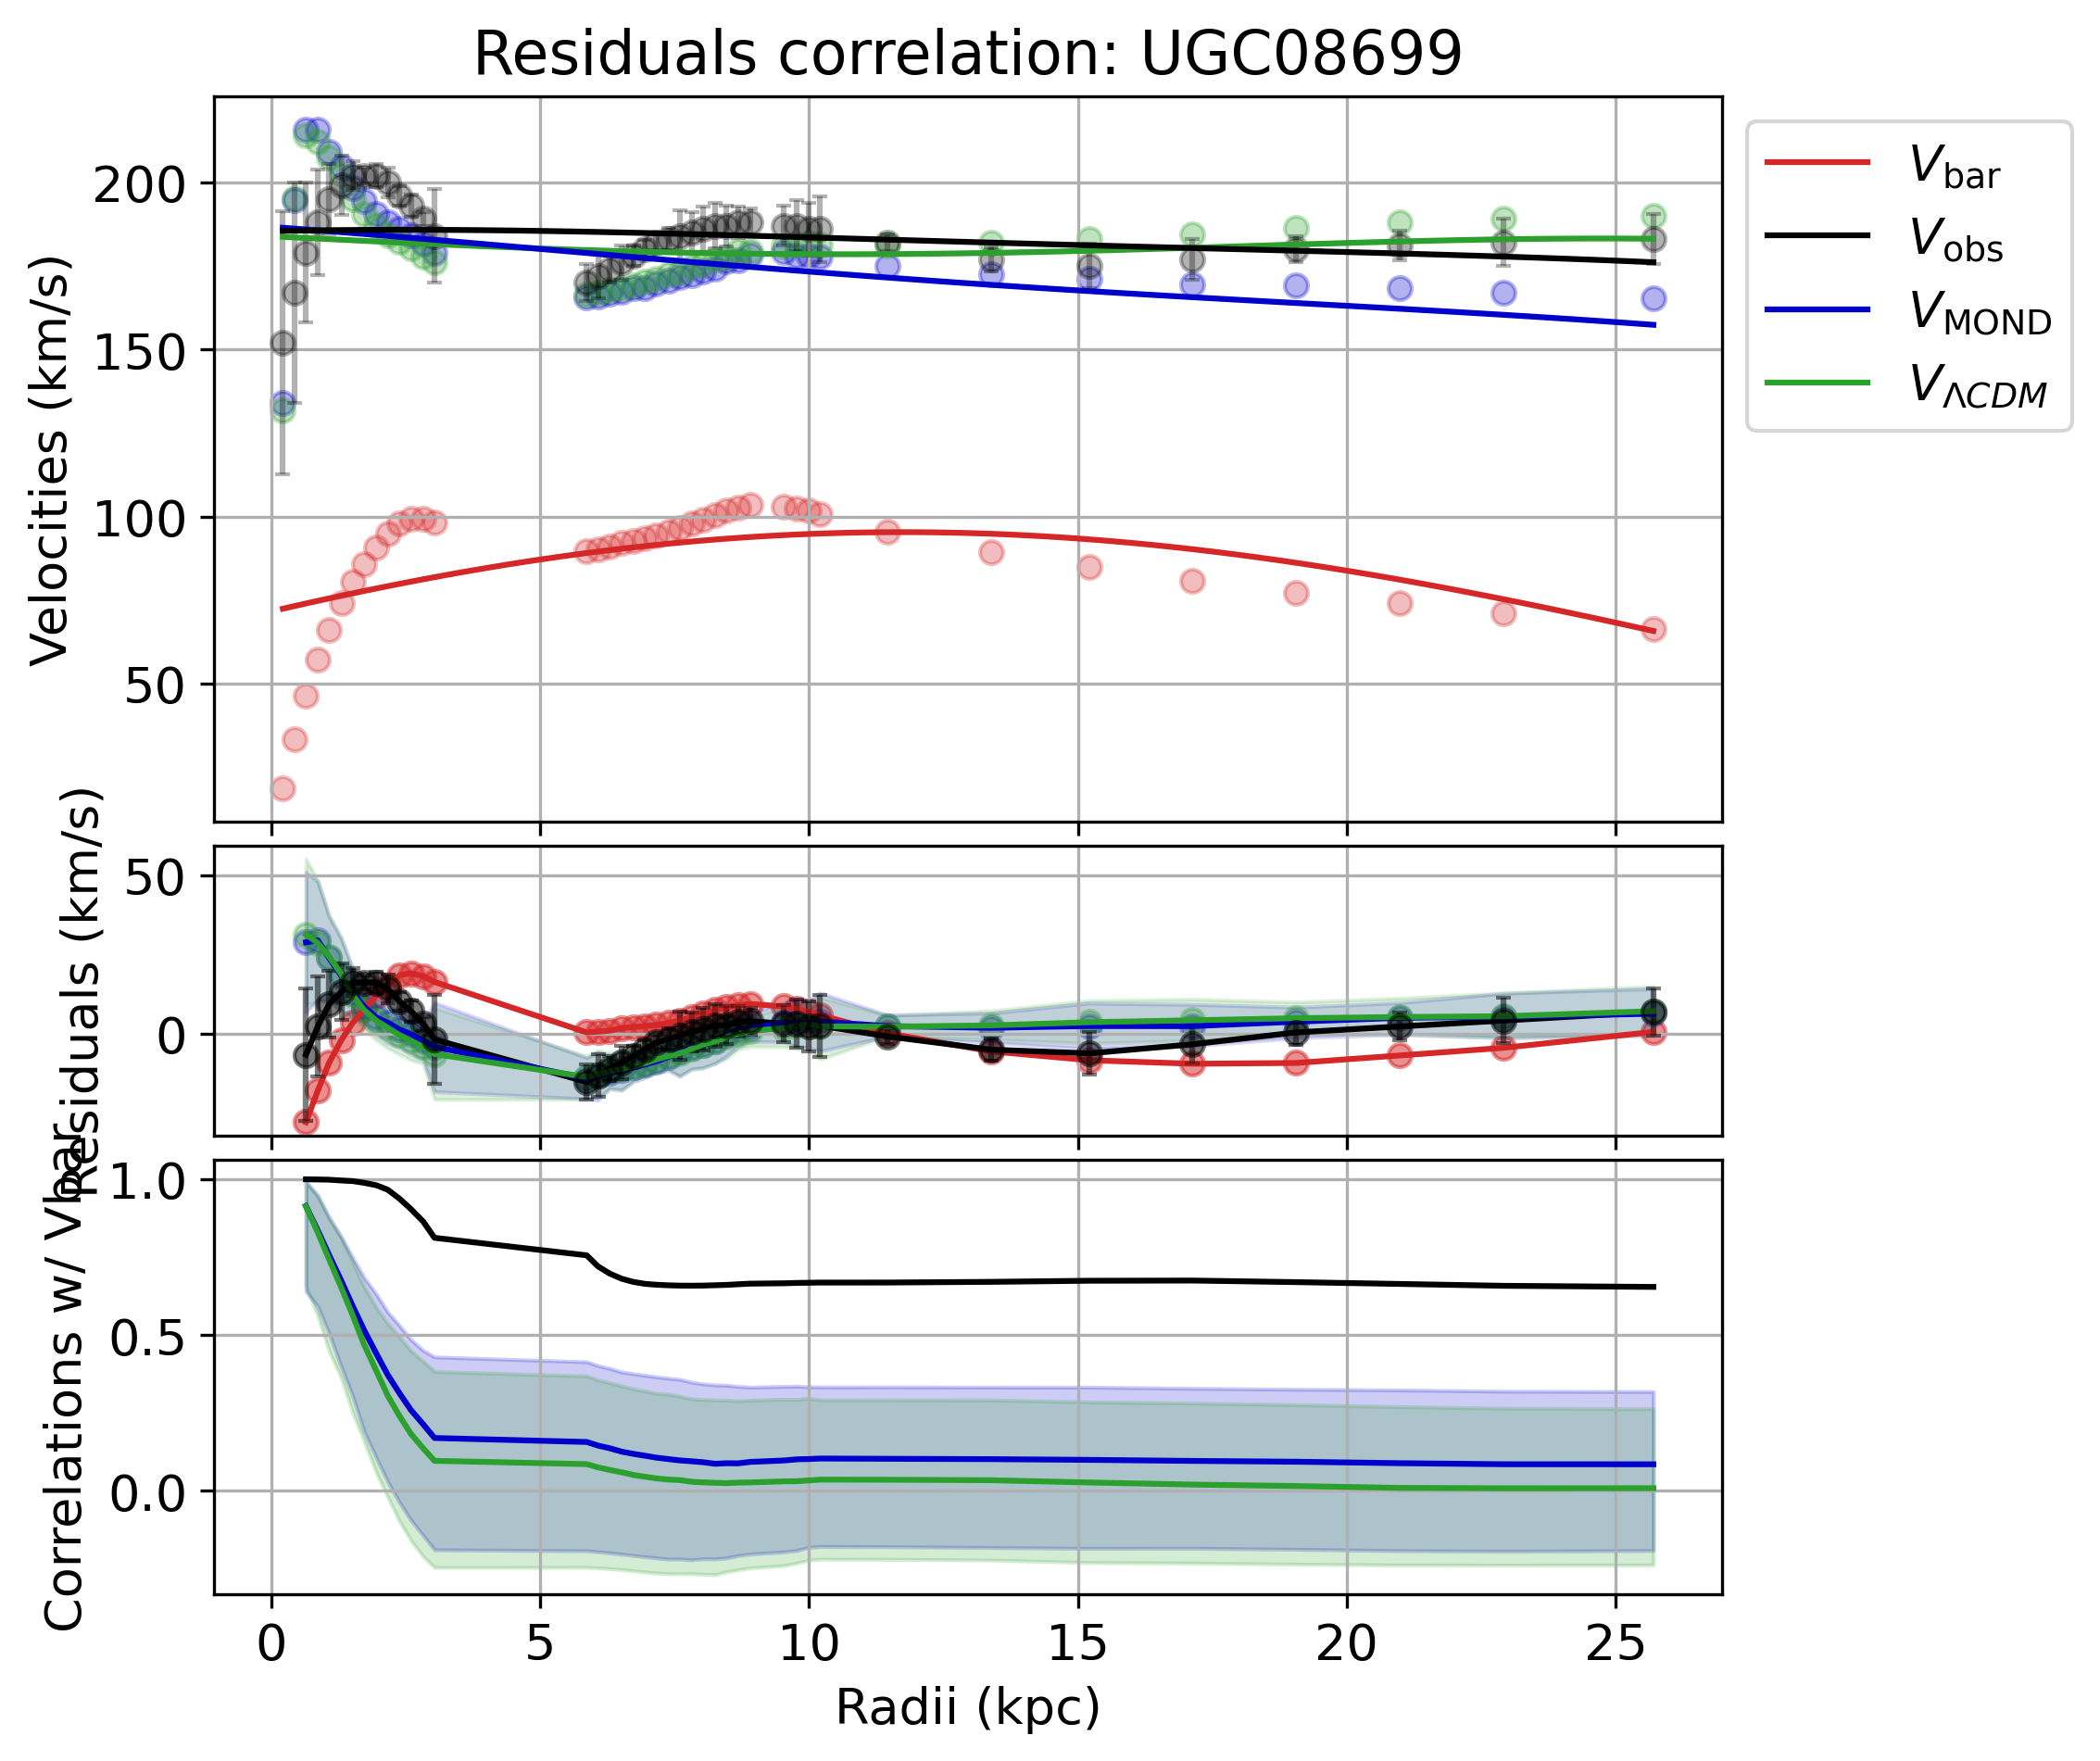 Residuals correlation: UGC08699
Velocities (km/s)
200
150
100
50
V_bar
V_obs
V_MOND
V_ΛCDM
Residuals (km/s)
50
0
Correlations w/ Vbar
1.0
0.5
0.0
0 5 10 15 20 25
Radii (kpc)